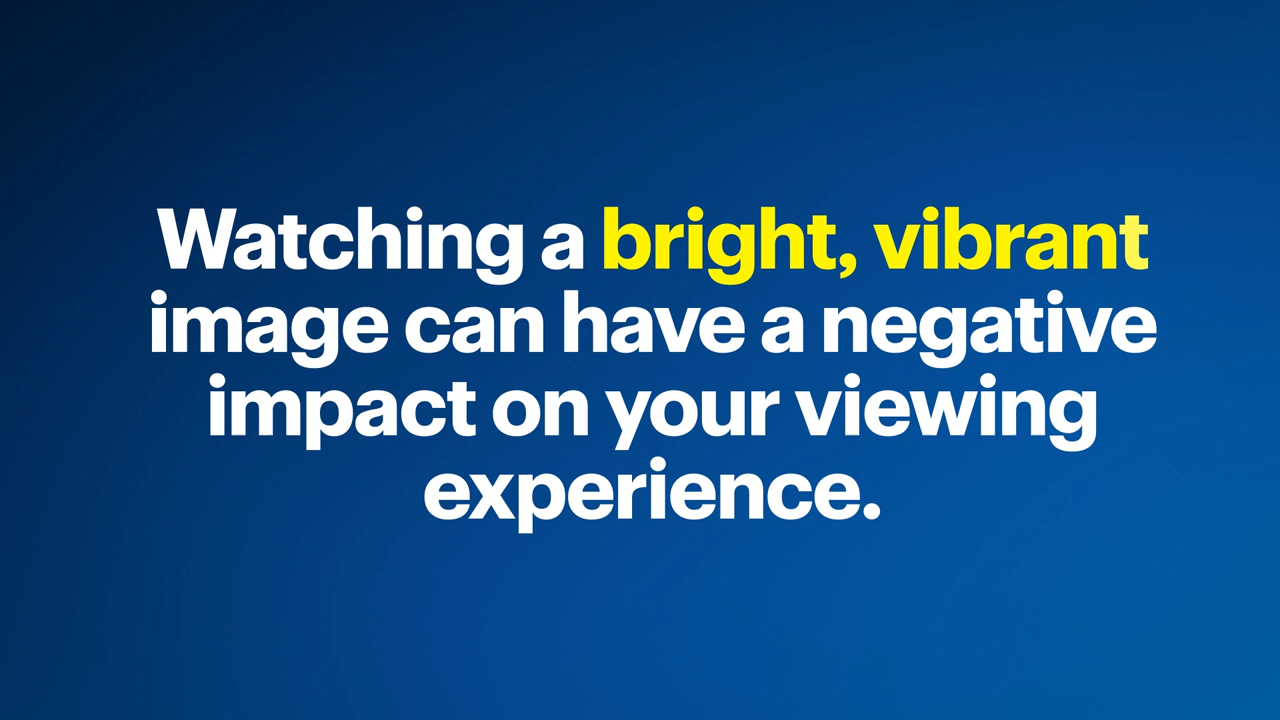 Watching a bright, vibrant
image can have a negative
impact on your viewing
experience.